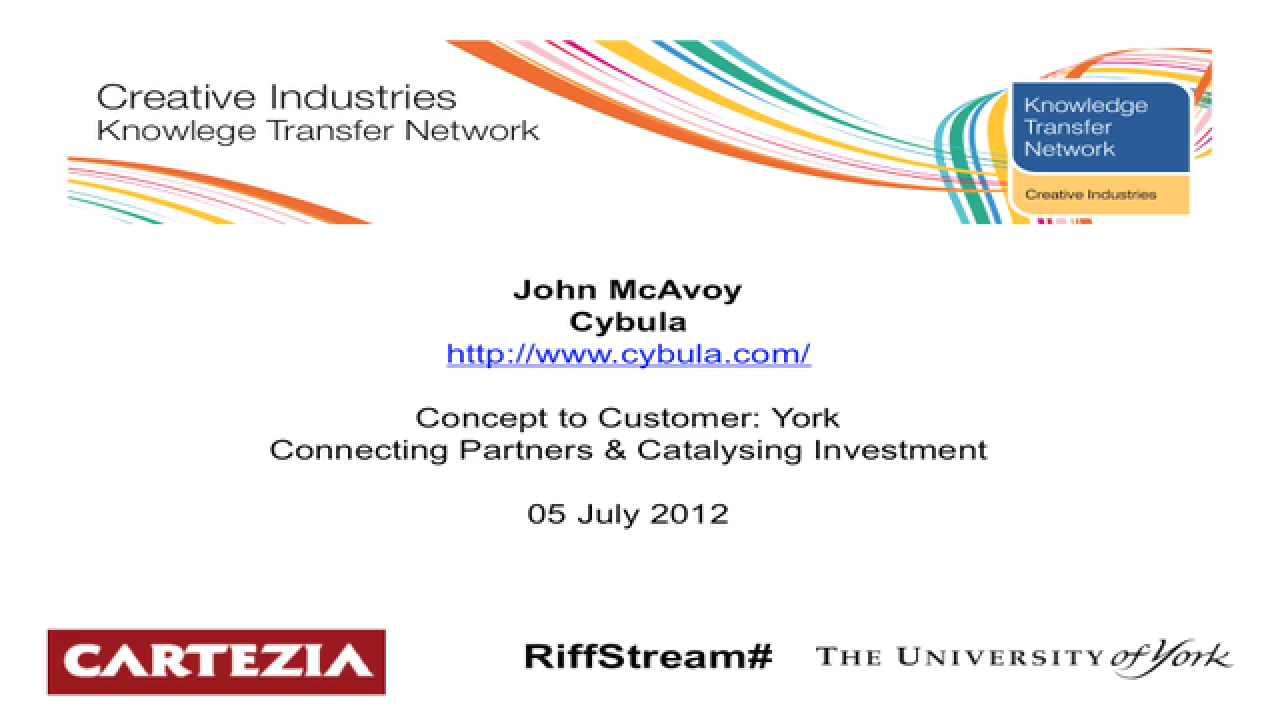 Creative Industries
Knowlege Transfer Network
Knowledge
Transfer
Network
Creative Industries
John McAvoy
Cybula
http://www.cybula.com/
Concept to Customer: York
Connecting Partners & Catalysing Investment
05 July 2012
CARTEZIA
RiffStream#
THE UNIVERSITY of York